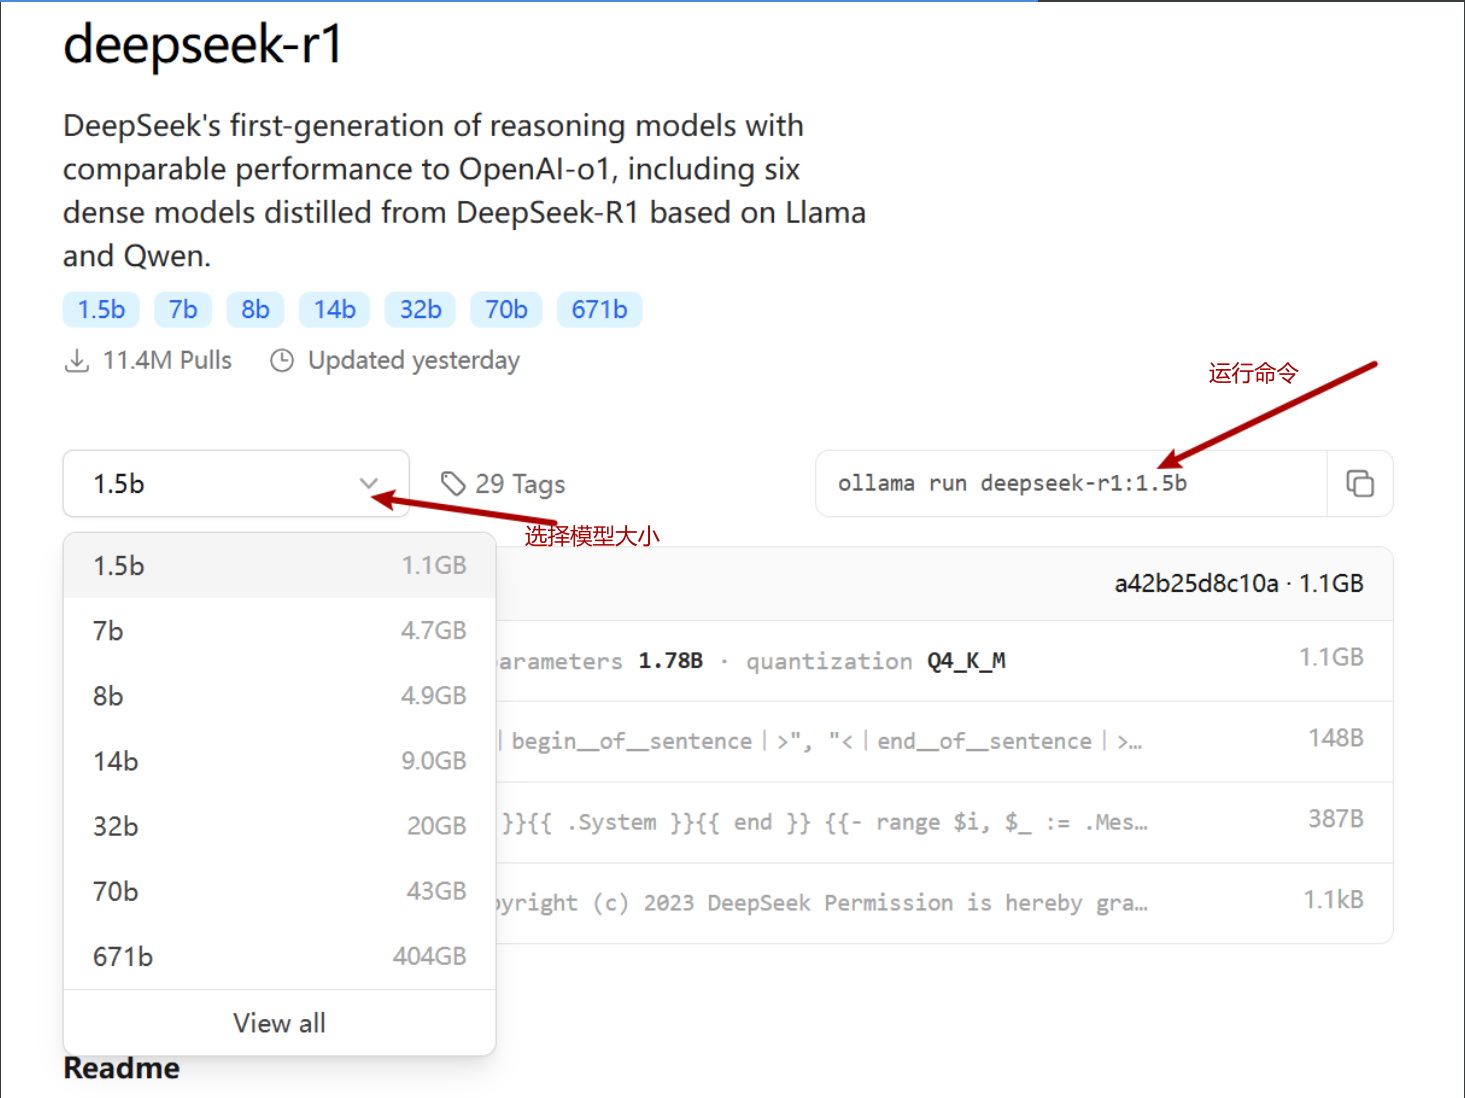 deepseek-r1
DeepSeek's first-generation of reasoning models with
comparable performance to OpenAI-o1, including six
dense models distilled from DeepSeek-R1 based on Llama
and Qwen.
1.5b 7b 8b 14b 32b 70b 671b
11.4M Pulls Updated yesterday
运行命令
1.5b 29 Tags ollama run deepseek-r1:1.5b
选择模型大小
1.5b 1.1GB
a42b25d8c10a · 1.1GB
7b 4.7GB
arameters 1.78B · quantization Q4_K_M 1.1GB
8b 4.9GB
|begin__of__sentence|>", "<|end__of__sentence|>… 148B
14b 9.0GB
32b 20GB
}}{{ .System }}{{ end }} {{- range $i, $_ := .Mes… 387B
70b 43GB
yright (c) 2023 DeepSeek Permission is hereby gra… 1.1kB
671b 404GB
View all
Readme